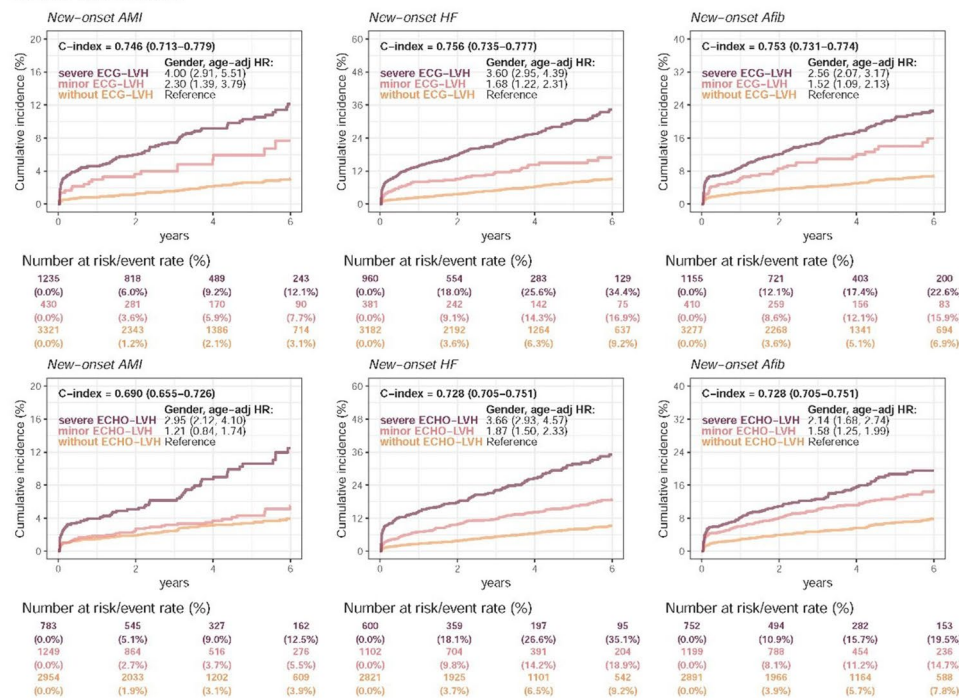 New-onset AMI New-onset HF New-onset Afib
C-index = 0.746 (0.713-0.779)
Gender, age-adj HR:
severe ECG-LVH 4.00 (2.91, 5.51)
minor ECG-LVH 2.30 (1.39, 3.79)
without ECG-LVH Reference
Cumulative incidence (%)
20
16
12
8
4
0
0 2 4 6
years
C-index = 0.756 (0.735-0.777)
Gender, age-adj HR:
severe ECG-LVH 3.60 (2.95, 4.39)
minor ECG-LVH 1.68 (1.22, 2.31)
without ECG-LVH Reference
Cumulative incidence (%)
60
48
36
24
12
0
0 2 4 6
years
C-index = 0.753 (0.731-0.774)
Gender, age-adj HR:
severe ECG-LVH 2.56 (2.07, 3.17)
minor ECG-LVH 1.52 (1.09, 2.13)
without ECG-LVH Reference
Cumulative incidence (%)
40
32
24
16
8
0
0 2 4 6
years
Number at risk/event rate (%)
1235 818 489 243
(0.0%) (6.0%) (9.2%) (12.1%)
430 281 170 90
(0.0%) (3.6%) (5.9%) (7.7%)
3321 2343 1386 714
(0.0%) (1.2%) (2.1%) (3.1%)
Number at risk/event rate (%)
960 554 283 129
(0.0%) (18.0%) (25.6%) (34.4%)
381 242 142 75
(0.0%) (9.1%) (14.3%) (16.9%)
3182 2192 1264 637
(0.0%) (3.6%) (6.3%) (9.2%)
Number at risk/event rate (%)
1155 721 403 200
(0.0%) (12.1%) (17.4%) (22.6%)
410 259 156 83
(0.0%) (8.6%) (12.1%) (15.9%)
3277 2268 1341 694
(0.0%) (3.6%) (5.1%) (6.9%)
New-onset AMI New-onset HF New-onset Afib
C-index = 0.690 (0.655-0.726)
Gender, age-adj HR:
severe ECHO-LVH 2.95 (2.12, 4.10)
minor ECHO-LVH 1.21 (0.84, 1.74)
without ECHO-LVH Reference
Cumulative incidence (%)
20
16
12
8
4
0
0 2 4 6
years
C-index = 0.728 (0.705-0.751)
Gender, age-adj HR:
severe ECHO-LVH 3.66 (2.93, 4.57)
minor ECHO-LVH 1.87 (1.50, 2.33)
without ECHO-LVH Reference
Cumulative incidence (%)
60
48
36
24
12
0
0 2 4 6
years
C-index = 0.728 (0.705-0.751)
Gender, age-adj HR:
severe ECHO-LVH 2.14 (1.68, 2.74)
minor ECHO-LVH 1.58 (1.25, 1.99)
without ECHO-LVH Reference
Cumulative incidence (%)
40
32
24
16
8
0
0 2 4 6
years
Number at risk/event rate (%)
783 545 327 162
(0.0%) (5.1%) (9.0%) (12.5%)
1249 864 516 276
(0.0%) (2.7%) (3.7%) (5.5%)
2954 2033 1202 609
(0.0%) (1.9%) (3.1%) (3.9%)
Number at risk/event rate (%)
600 359 197 95
(0.0%) (18.1%) (26.6%) (35.1%)
1102 704 391 204
(0.0%) (9.8%) (14.2%) (18.9%)
2821 1925 1101 542
(0.0%) (3.7%) (6.5%) (9.2%)
Number at risk/event rate (%)
752 494 282 153
(0.0%) (10.9%) (15.7%) (19.5%)
1199 788 454 236
(0.0%) (8.1%) (11.2%) (14.7%)
2891 1966 1164 588
(0.0%) (3.9%) (5.7%) (7.8%)